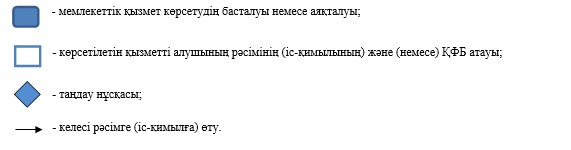 - мемлекеттік қызмет көрсетудің басталуы немесе аяқталуы;
- көрсетілетін қызметті алушының рәсімінің (іс-қимылының) және (немесе) ҚФБ атауы;
- таңдау нұсқасы;
- келесі рәсімге (іс-қимылға) өту.